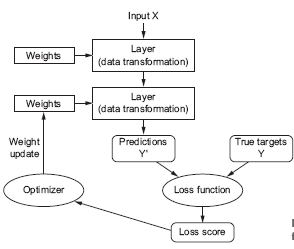 Input X
Layer
(data transformation)
Weights
Layer
(data transformation)
Weights
Weight
update
Predictions
Y'
True targets
Y
Optimizer
Loss function
Loss score